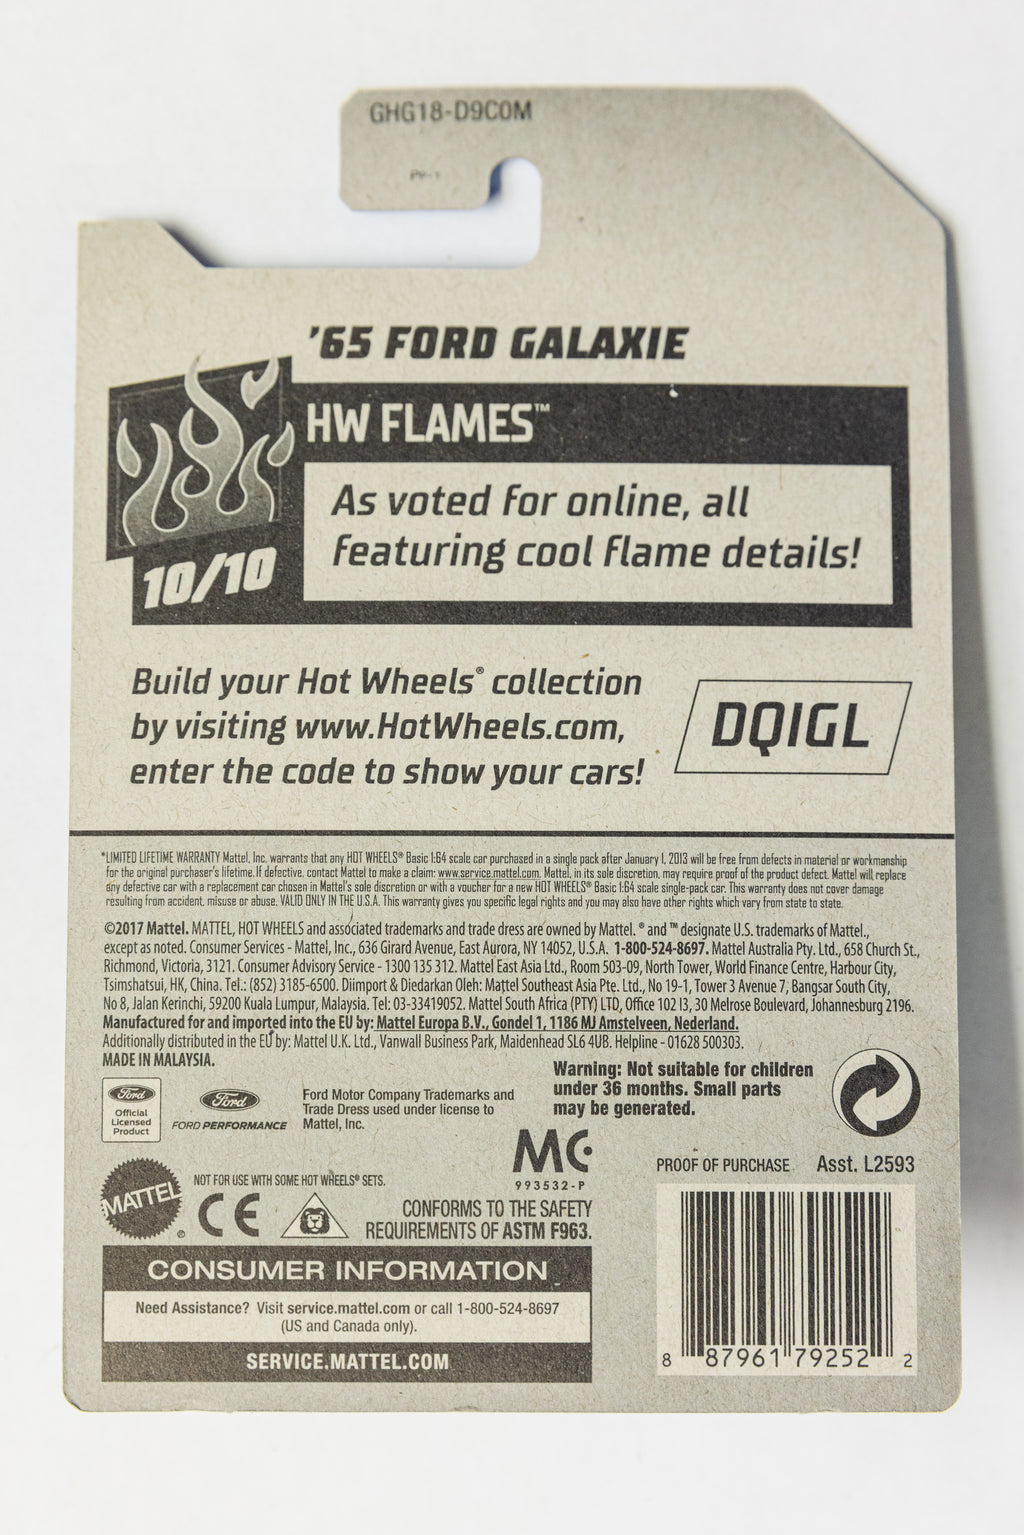 GHG18-D9C0M
PP-1
'65 FORD GALAXIE
HW FLAMES™
As voted for online, all
featuring cool flame details!
10/10
Build your Hot Wheels® collection
by visiting www.HotWheels.com,
enter the code to show your cars!
DQIGL
*LIMITED LIFETIME WARRANTY Mattel, Inc. warrants that any HOT WHEELS® Basic 1:64 scale car purchased in a single pack after January 1, 2013 will be free from defects in material or workmanship
for the original purchaser's lifetime. If defective, contact Mattel to make a claim: www.service.mattel.com. Mattel, in its sole discretion, may require proof of the product defect. Mattel will replace
any defective car with a replacement car chosen in Mattel's sole discretion or with a voucher for a new HOT WHEELS® Basic 1:64 scale single-pack car. This warranty does not cover damage
resulting from accident, misuse or abuse. VALID ONLY IN THE U.S.A. This warranty gives you specific legal rights and you may also have other rights which vary from state to state.
©2017 Mattel. MATTEL, HOT WHEELS and associated trademarks and trade dress are owned by Mattel. ® and ™ designate U.S. trademarks of Mattel.,
except as noted. Consumer Services - Mattel, Inc., 636 Girard Avenue, East Aurora, NY 14052, U.S.A. 1-800-524-8697. Mattel Australia Pty. Ltd., 658 Church St.,
Richmond, Victoria, 3121. Consumer Advisory Service - 1300 135 312. Mattel East Asia Ltd., Room 503-09, North Tower, World Finance Centre, Harbour City,
Tsimshatsui, HK, China. Tel.: (852) 3185-6500. Diimport & Diedarkan Oleh: Mattel Southeast Asia Pte. Ltd., No 19-1, Tower 3 Avenue 7, Bangsar South City,
No 8, Jalan Kerinchi, 59200 Kuala Lumpur, Malaysia. Tel: 03-33419052. Mattel South Africa (PTY) LTD, Office 102 I3, 30 Melrose Boulevard, Johannesburg 2196.
Manufactured for and imported into the EU by: Mattel Europa B.V., Gondel 1, 1186 MJ Amstelveen, Nederland.
Additionally distributed in the EU by: Mattel U.K. Ltd., Vanwall Business Park, Maidenhead SL6 4UB. Helpline - 01628 500303.
MADE IN MALAYSIA.
Warning: Not suitable for children
under 36 months. Small parts
may be generated.
Ford
Official
Licensed
Product
Ford
FORD PERFORMANCE
Ford Motor Company Trademarks and
Trade Dress used under license to
Mattel, Inc.
MC
993532-P
PROOF OF PURCHASE Asst. L2593
MATTEL®
NOT FOR USE WITH SOME HOT WHEELS® SETS.
CE
CONFORMS TO THE SAFETY
REQUIREMENTS OF ASTM F963.
CONSUMER INFORMATION
Need Assistance? Visit service.mattel.com or call 1-800-524-8697
(US and Canada only).
SERVICE.MATTEL.COM
8 87961 79252 2